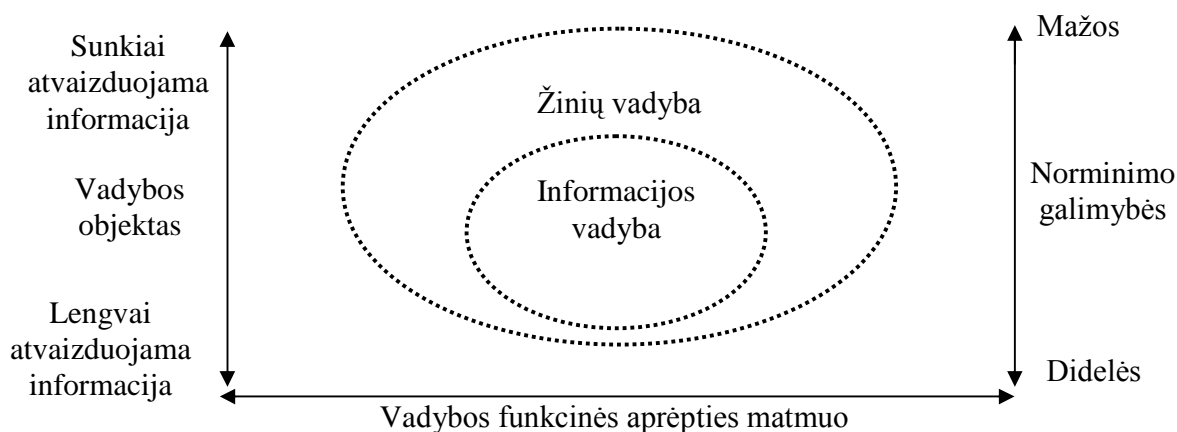 Sunkiai
atvaizduojama
informacija
Vadybos
objektas
Lengvai
atvaizduojama
informacija
Žinių vadyba
Informacijos
vadyba
Mažos
Norminimo
galimybės
Didelės
Vadybos funkcinės aprėpties matmuo